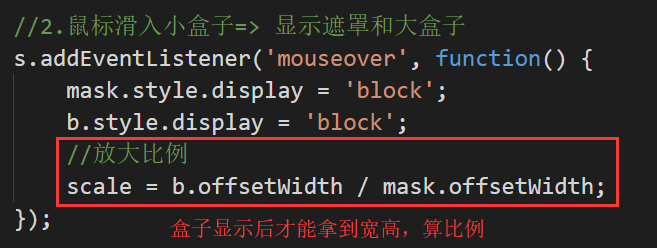 //2.鼠标滑入小盒子=> 显示遮罩和大盒子
s.addEventListener('mouseover', function() {
    mask.style.display = 'block';
    b.style.display = 'block';
    //放大比例
    scale = b.offsetWidth / mask.offsetWidth;
});
盒子显示后才能拿到宽高，算比例